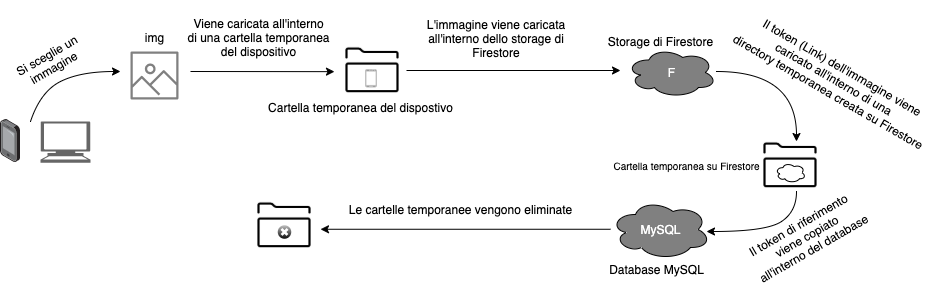 Si sceglie un
immagine
img
Viene caricata all'interno
di una cartella temporanea
del dispositivo
Cartella temporanea del dispostivo
L'immagine viene caricata
all'interno dello storage di
Firestore
Storage di Firestore
F
Il token (Link) dell'immagine viene
caricato all'interno di una
directory temporanea creata su Firestore
Cartella temporanea su Firestore
Il token di riferimento
viene copiato
all'interno del database
MySQL
Database MySQL
Le cartelle temporanee vengono eliminate